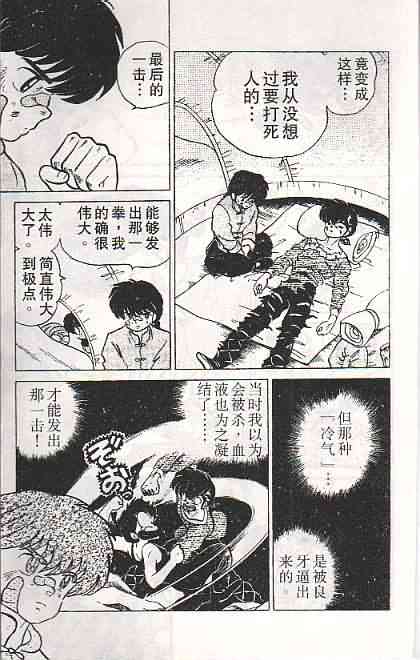 竟变成
这样…
我从没想
过要打死
人的…
最后的
一击…
能够发
出那一
拳，我
的确很
伟大。
太伟
大了。
简直伟大
到极点。
但那种
「冷气」…
是被良
牙逼出
来的。
当时我以为
会被杀，血
液也为之凝
结了……
ぞおっ
才能发出
那一击！